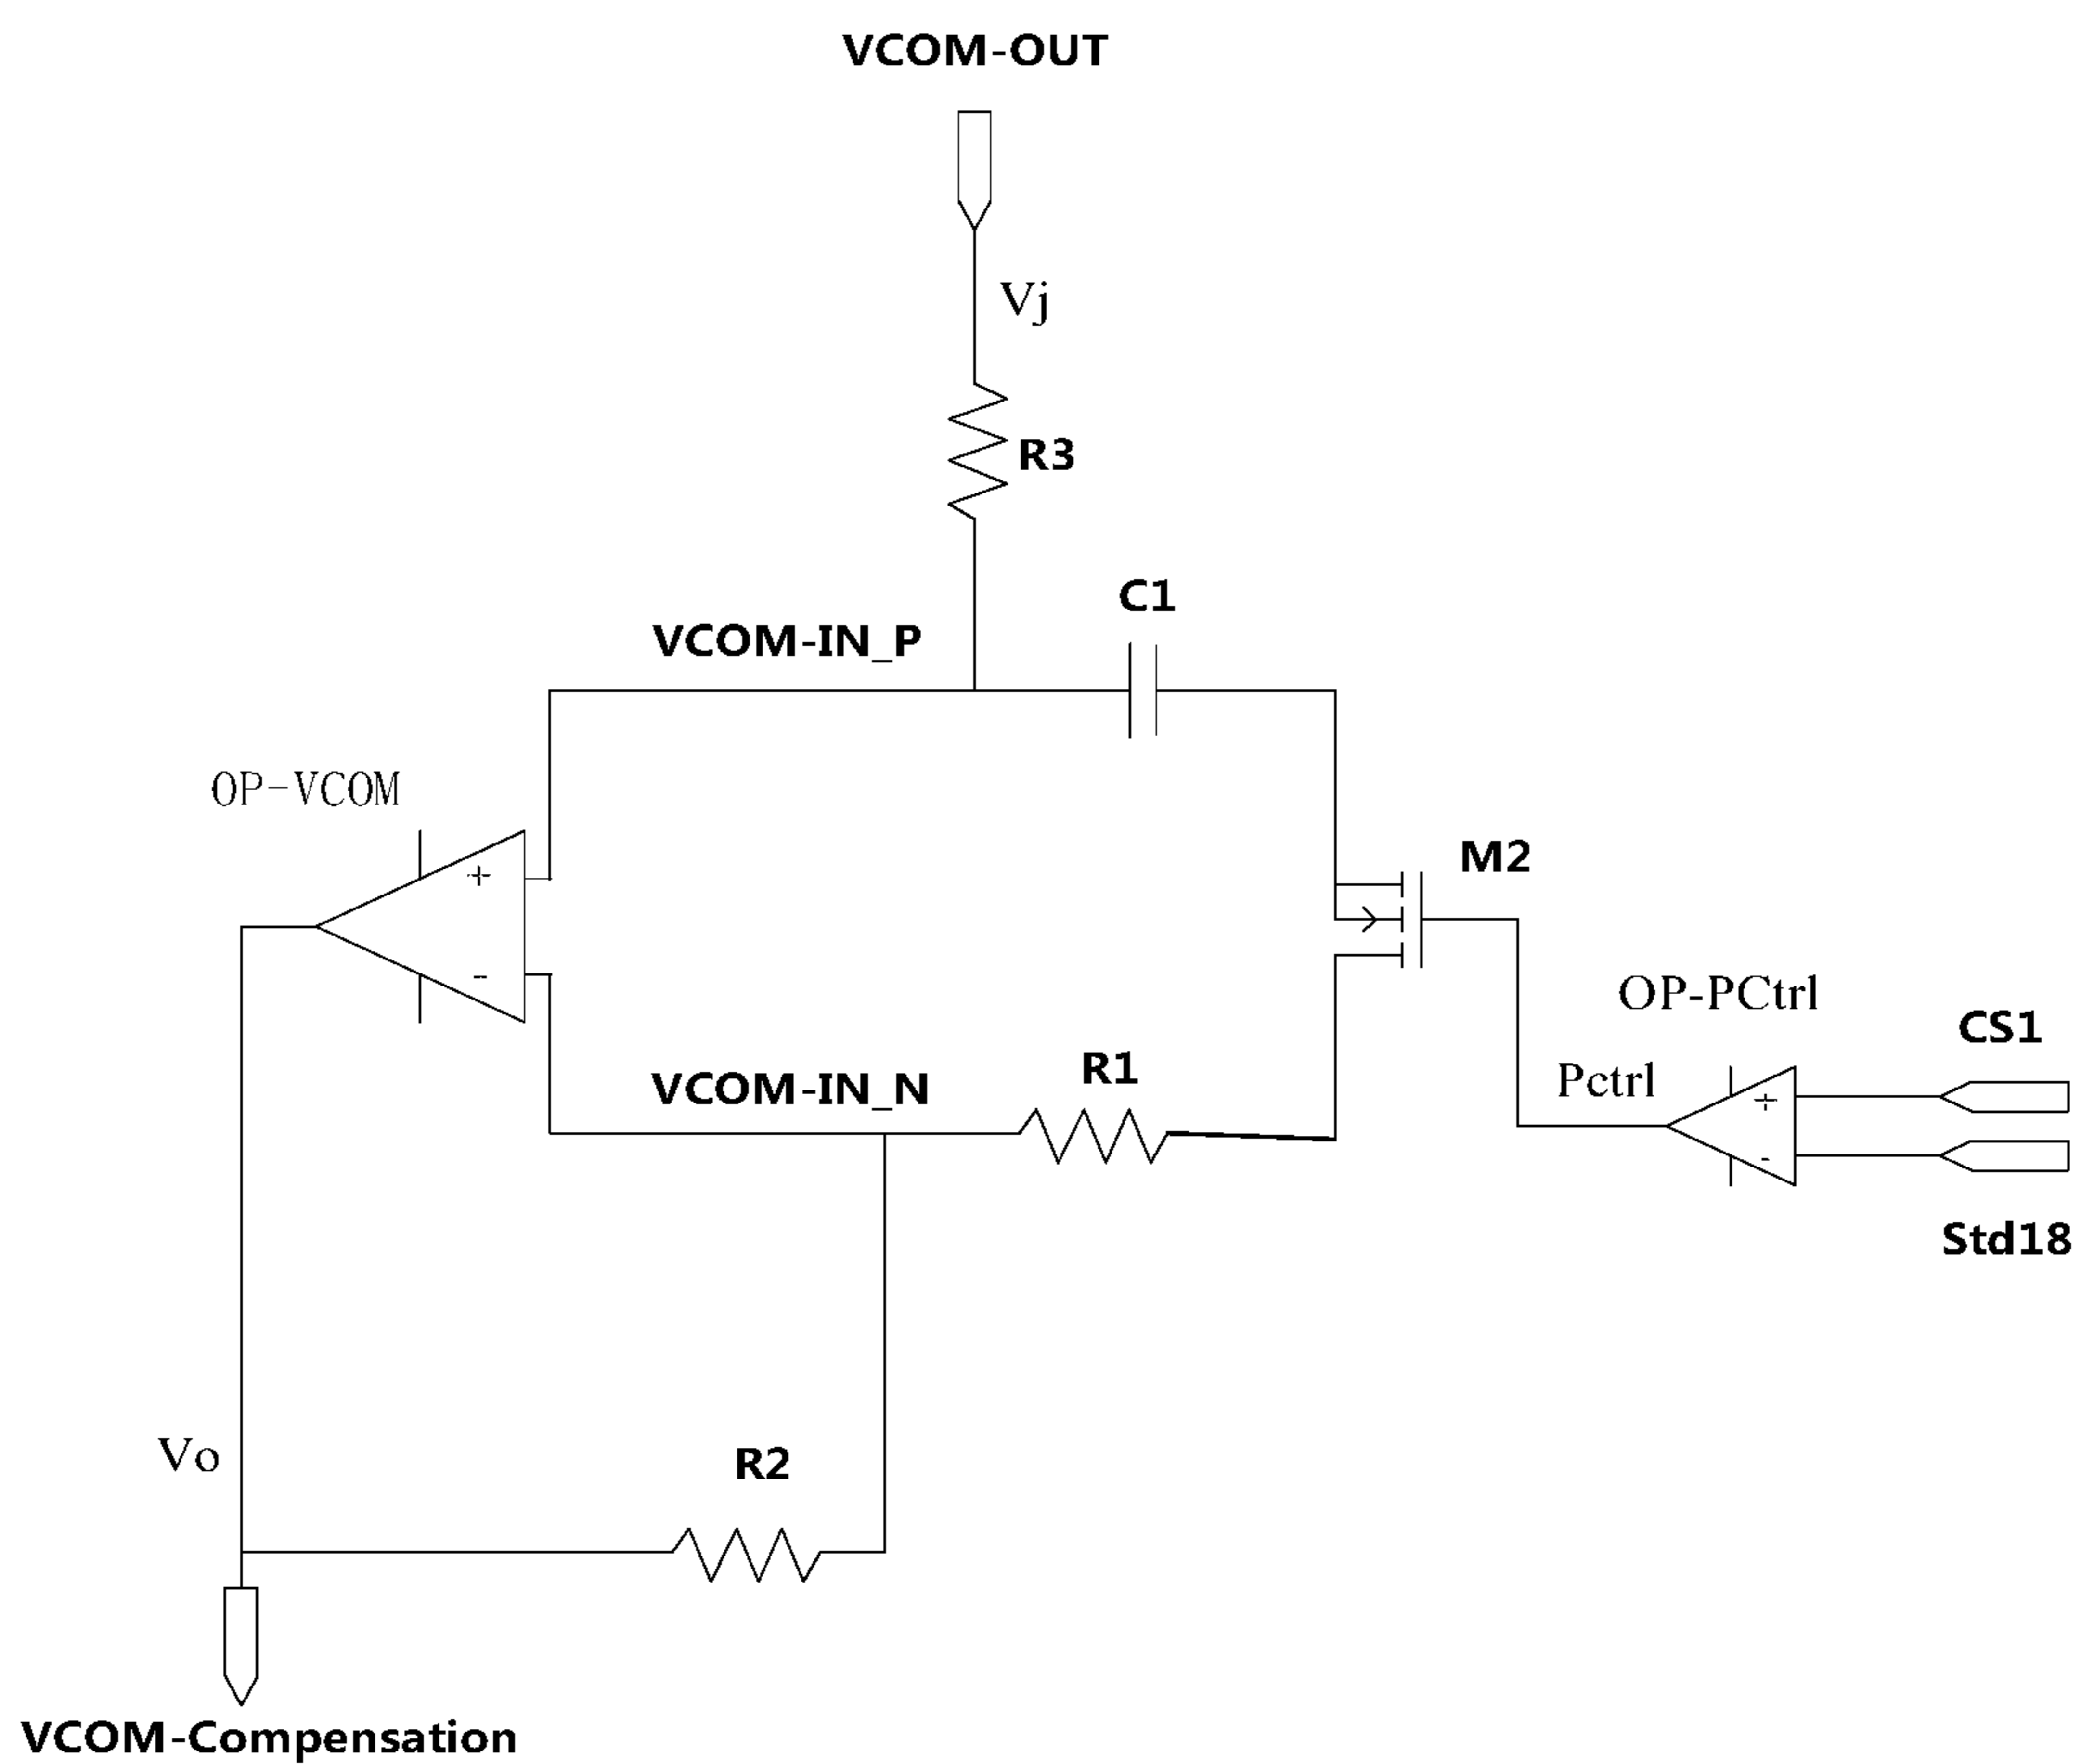 VCOM-OUT
Vj
R3
C1
VCOM-IN_P
OP-VCOM
+
-
M2
OP-PCtrl
CS1
Pctrl
+
-
VCOM-IN_N
R1
Std18
Vo
R2
VCOM-Compensation